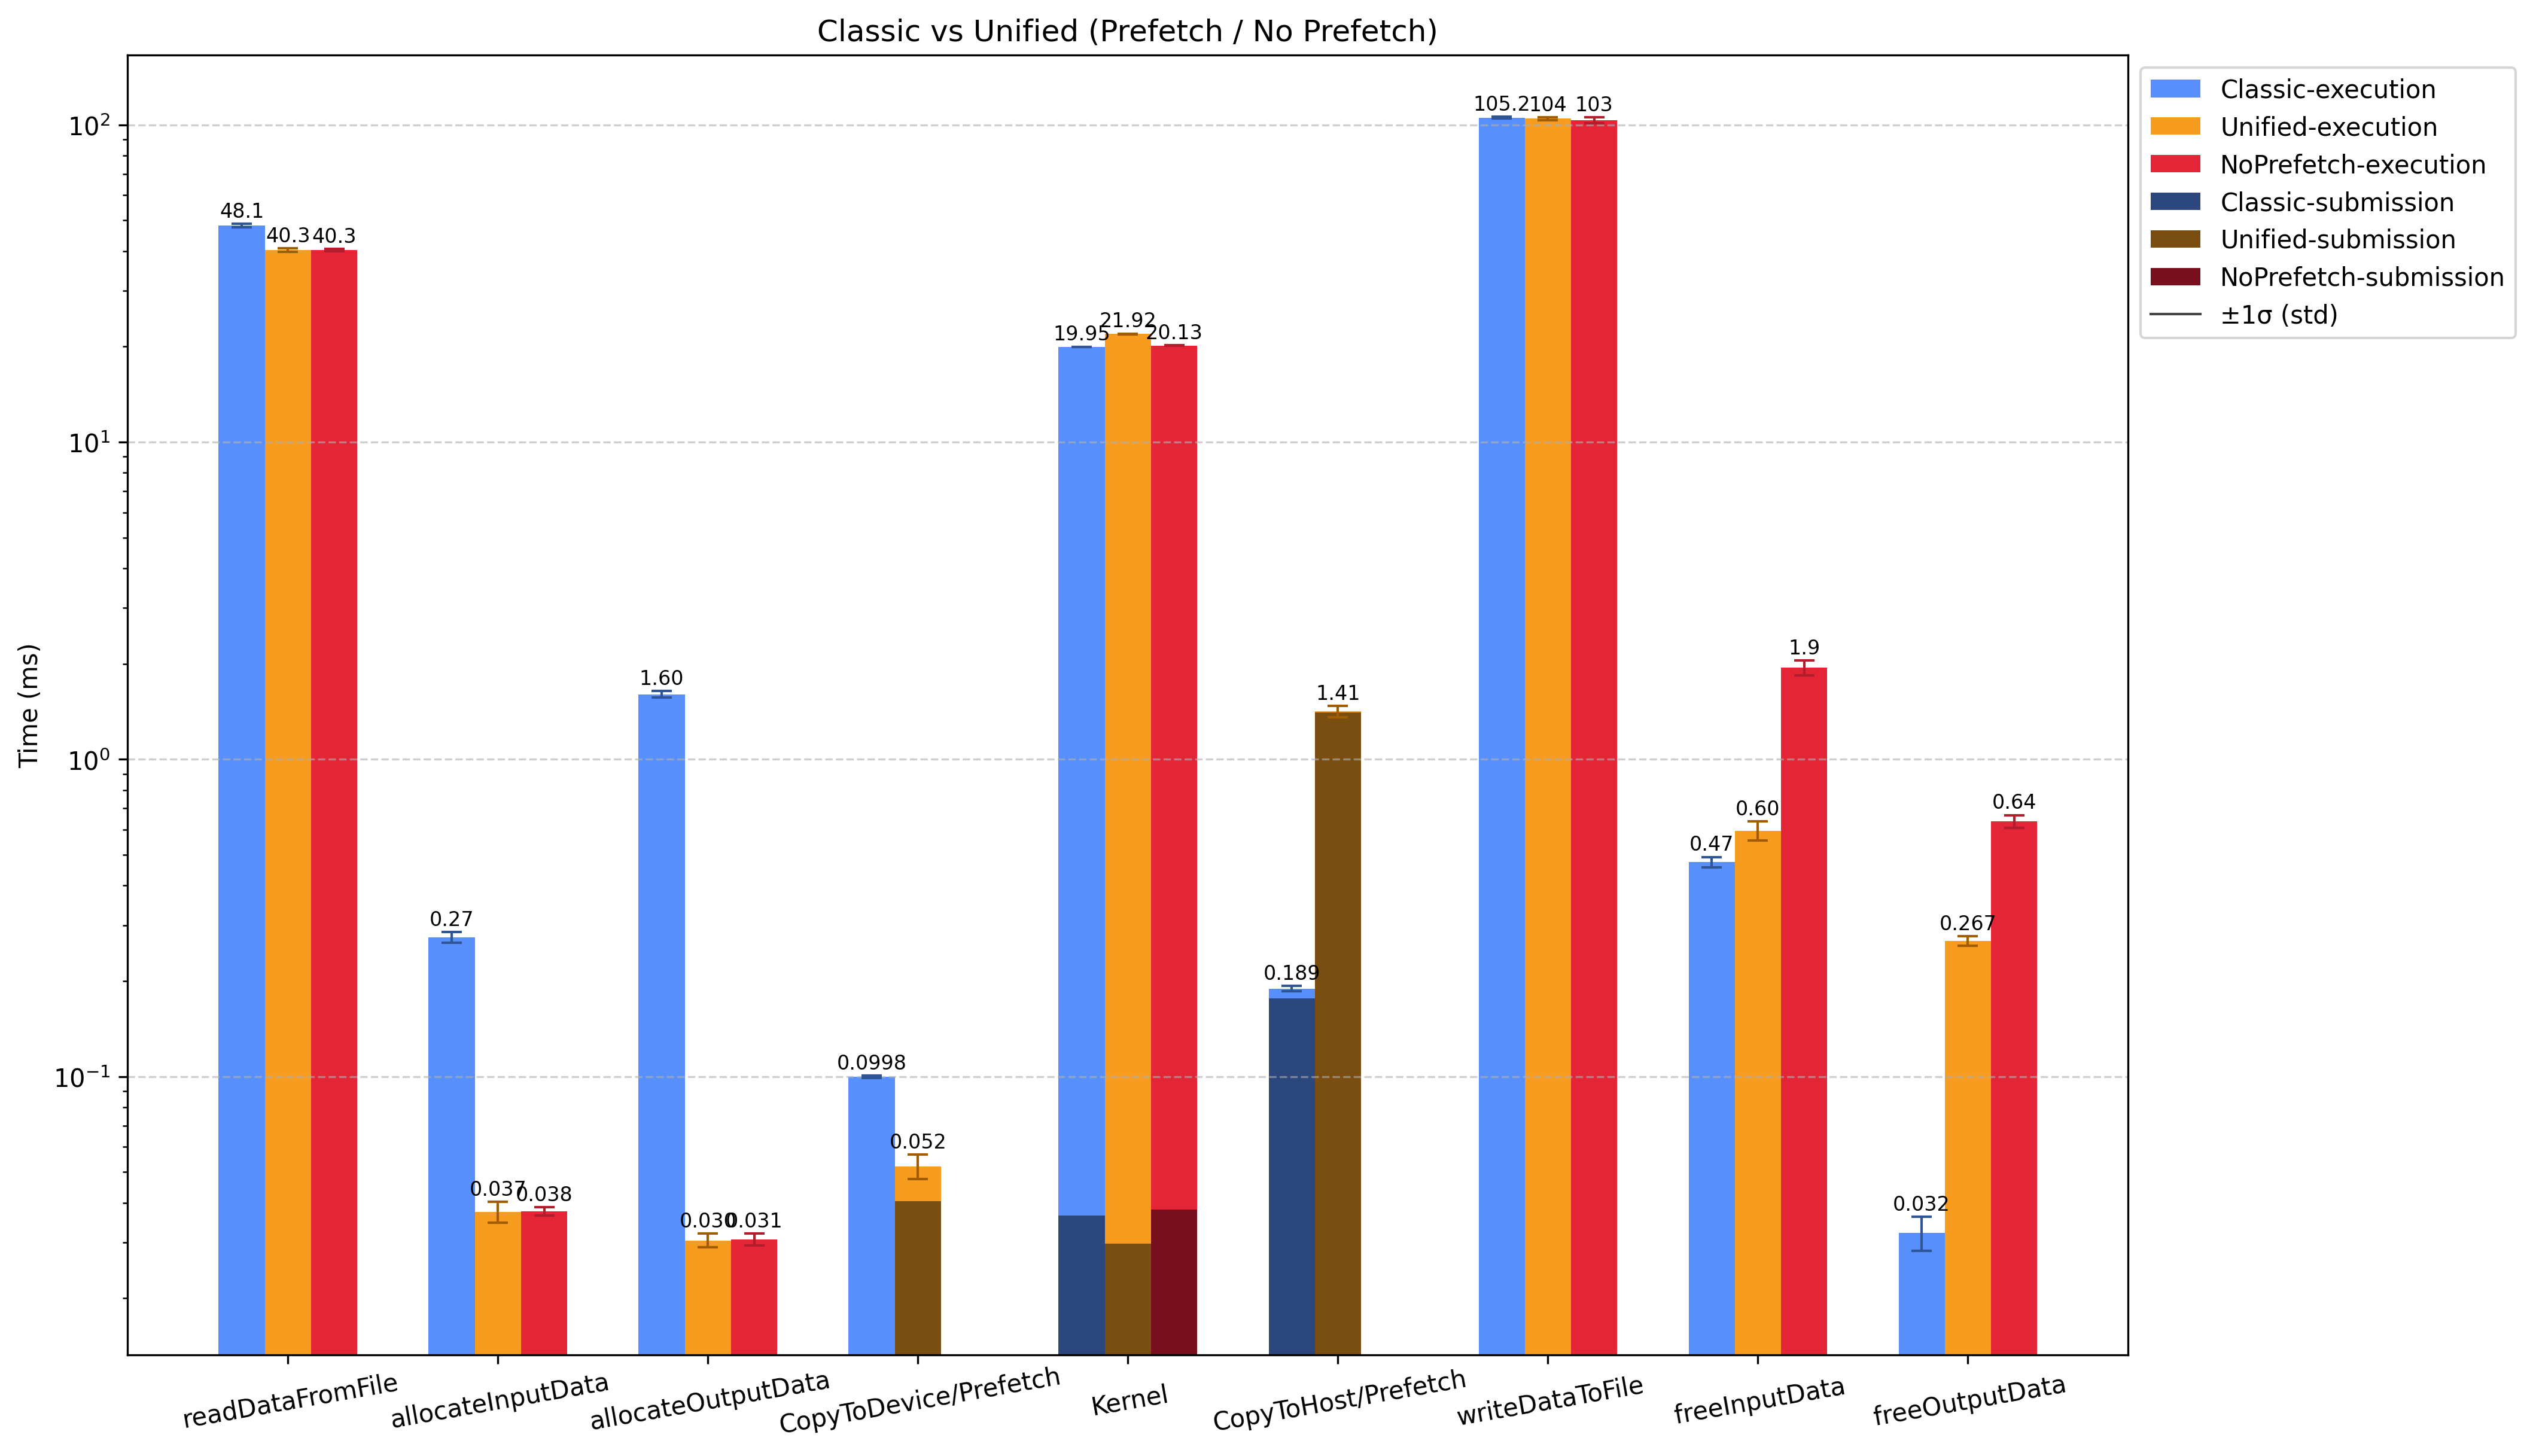 Classic vs Unified (Prefetch / No Prefetch)
Time (ms)
10²
10¹
10⁰
10⁻¹
48.1
40.3
40.3
0.27
0.037
0.038
1.60
0.030
0.031
0.0998
0.052
19.95
21.92
20.13
0.189
1.41
105.2
104
103
0.47
0.60
1.9
0.032
0.267
0.64
readDataFromFile
allocateInputData
allocateOutputData
CopyToDevice/Prefetch
Kernel
CopyToHost/Prefetch
writeDataToFile
freeInputData
freeOutputData
Classic-execution
Unified-execution
NoPrefetch-execution
Classic-submission
Unified-submission
NoPrefetch-submission
±1σ (std)